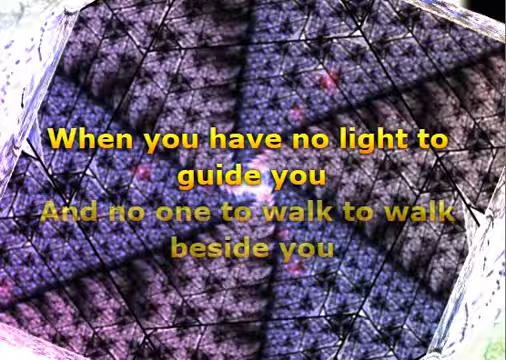 When you have no light to
guide you
And no one to walk to walk
beside you